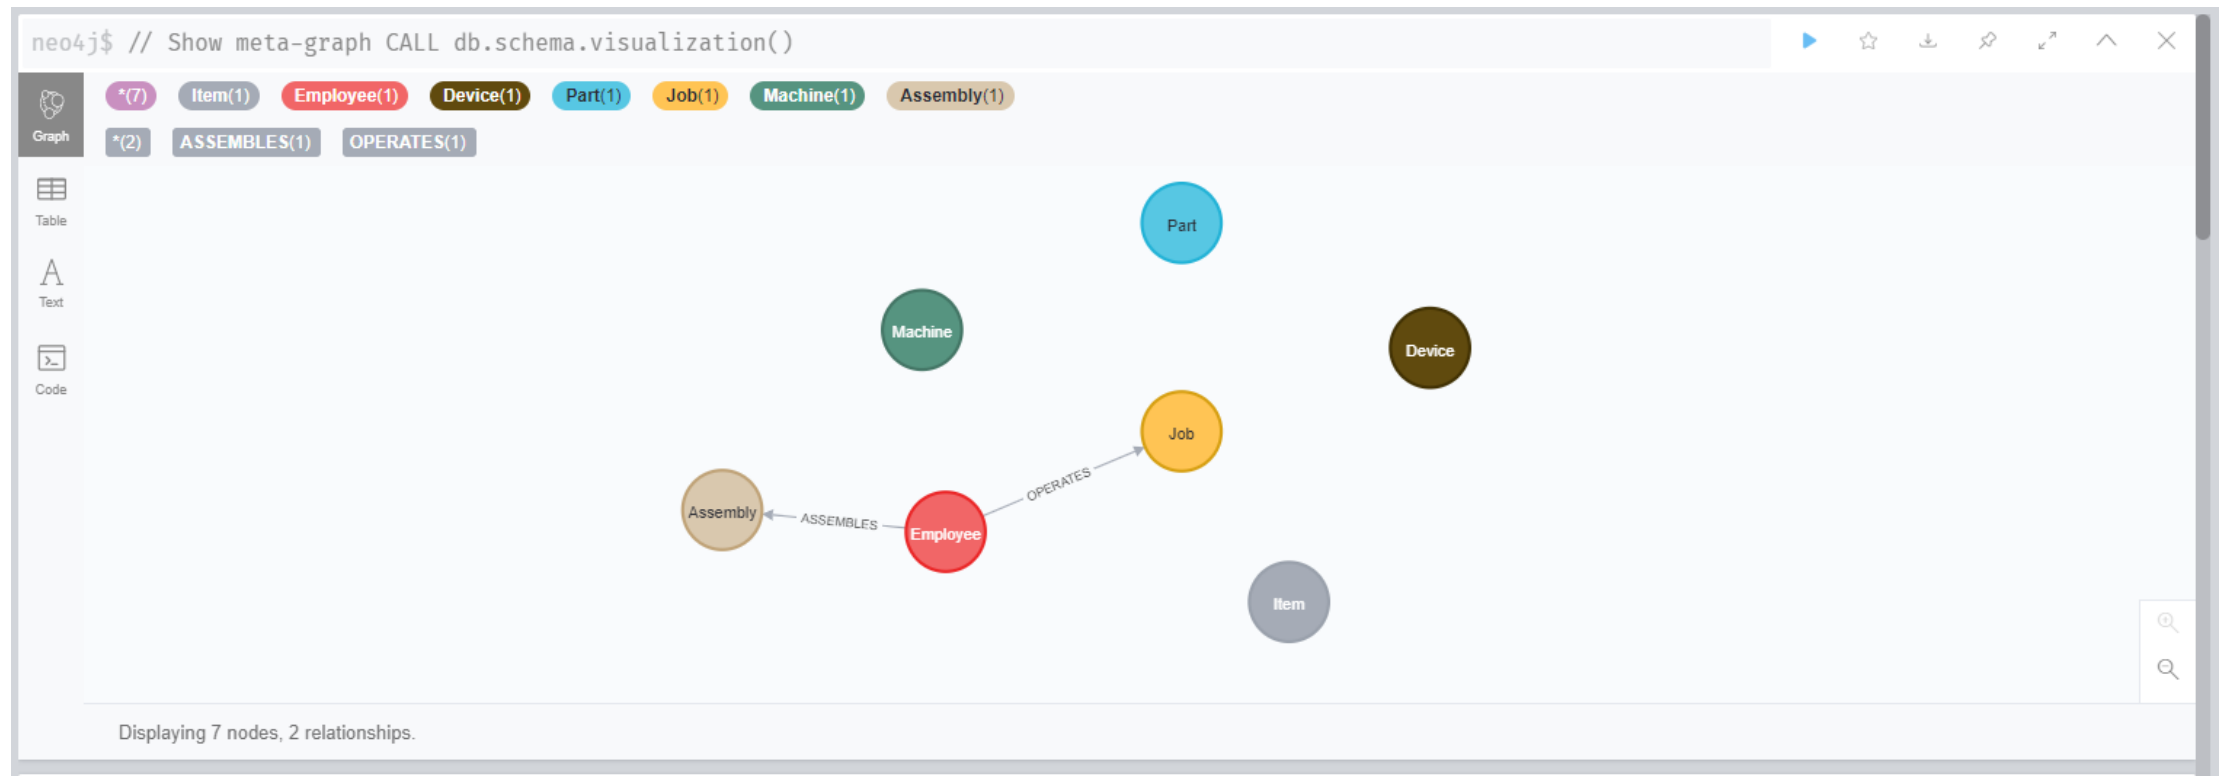 neo4j$ // Show meta-graph CALL db.schema.visualization()
*(7) Item(1) Employee(1) Device(1) Part(1) Job(1) Machine(1) Assembly(1)
Graph
*(2) ASSEMBLES(1) OPERATES(1)
Table
Text
Code
Part
Machine
Device
Job
OPERATES
Assembly
ASSEMBLES
Employee
Item
Displaying 7 nodes, 2 relationships.